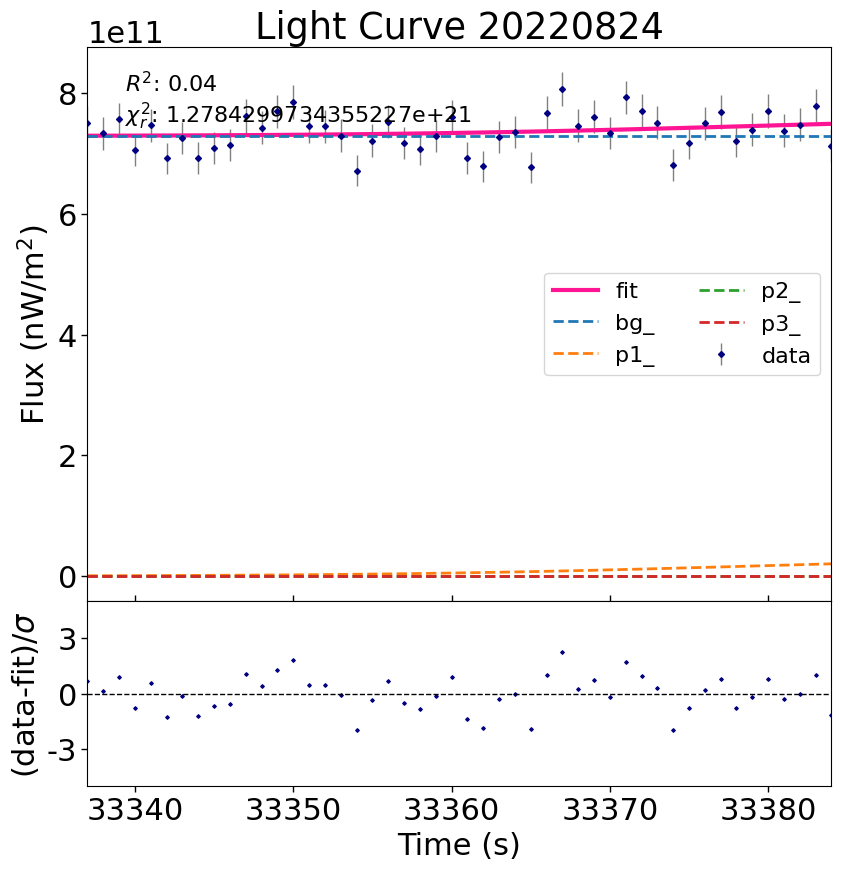 Light Curve 20220824
1e11
R²: 0.04
χ²ᵣ: 1.2784299734355227e+21
8
6
4
2
0
Flux (nW/m²)
fit
bg_
p1_
p2_
p3_
data
3
0
-3
(data-fit)/σ
33340 33350 33360 33370 33380
Time (s)